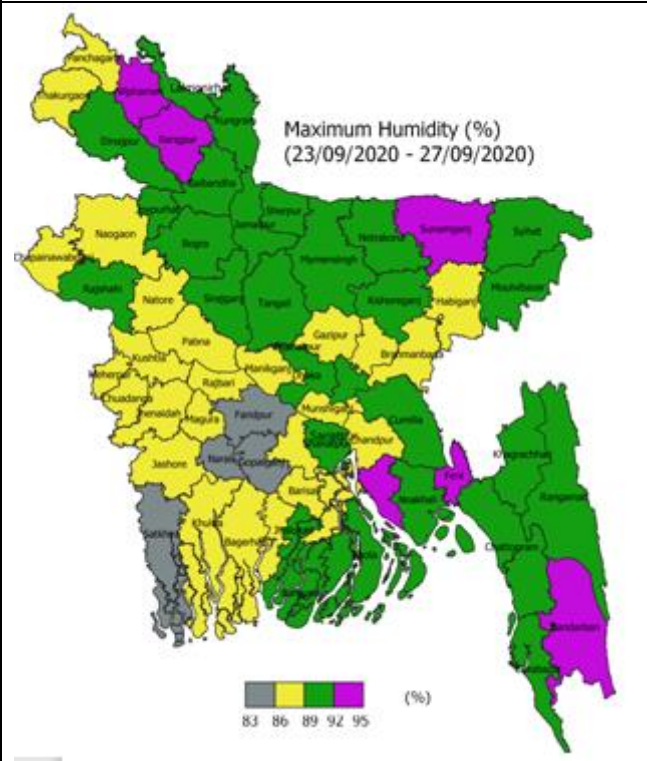 Panchagarh
Thakurgaon
Nilphamari
Lalmonirhat
Rangpur
Kurigram
Dinajpur
Gaibandha
Maximum Humidity (%)
(23/09/2020 - 27/09/2020)
Naogaon
Sherpur
Jamalpur
Bogra
Mymensingh
Netrakona
Sunamganj
Sylhet
Chapainawabganj
Rajshahi
Natore
Sirajganj
Tangail
Kishoreganj
Habiganj
Moulvibazar
Pabna
Gazipur
Kushtia
Brahmanbaria
Meherpur
Rajbari
Manikganj
Chuadanga
Jhenaidah
Magura
Faridpur
Munshiganj
Cumilla
Chandpur
Narail
Gopalganj
Jashore
Khagrachhari
Feni
Noakhali
Rangamati
Barisal
Satkhira
Khulna
Bagerhat
Bhola
Chattogram
Bandarban
(%)
83 86 89 92 95